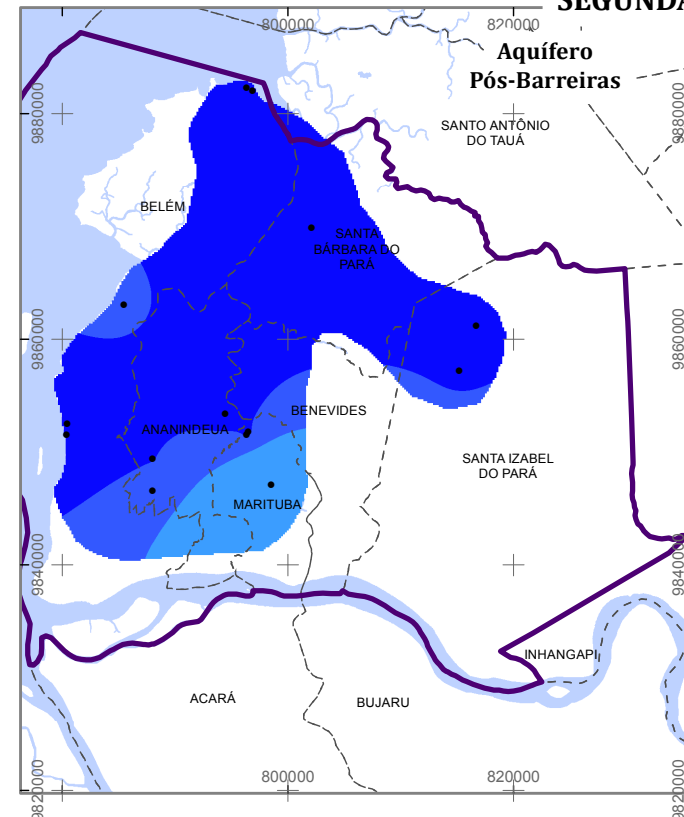 SEGUNDA
800000
820000
Aquífero
Pós-Barreiras
9880000
9880000
SANTO ANTÔNIO
DO TAUÁ
BELÉM
SANTA
BÁRBARA DO
PARÁ
9860000
9860000
BENEVIDES
ANANINDEUA
SANTA IZABEL
DO PARÁ
MARITUBA
9840000
9840000
INHANGAPI
ACARÁ
BUJARU
9820000
9820000
800000
820000